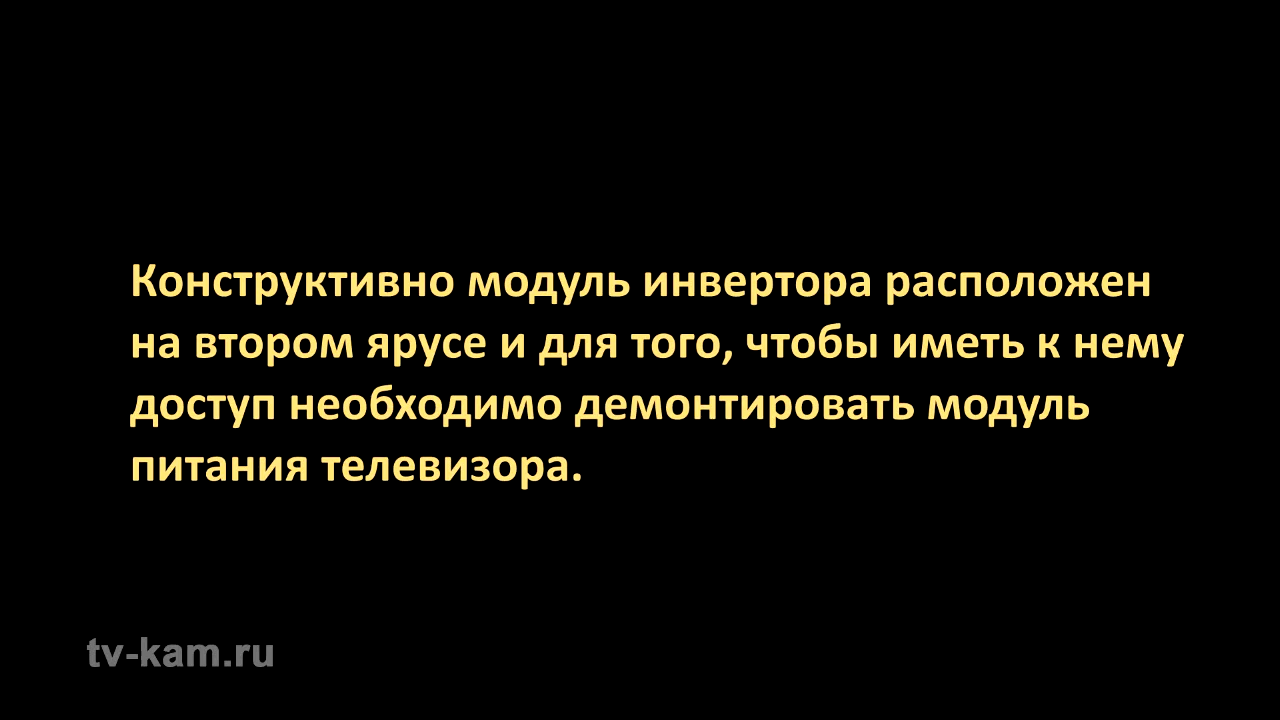 Конструктивно модуль инвертора расположен
на втором ярусе и для того, чтобы иметь к нему
доступ необходимо демонтировать модуль
питания телевизора.
tv-kam.ru